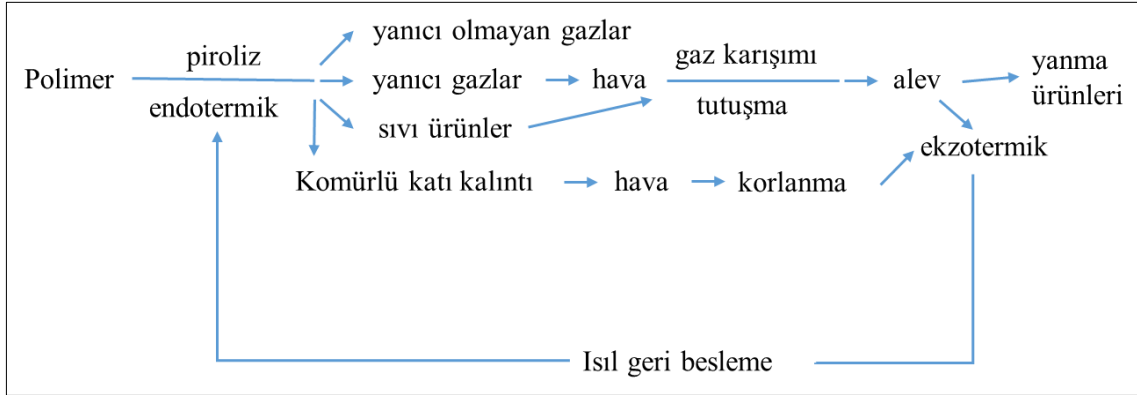 yanıcı olmayan gazlar
piroliz
gaz karışımı
yanma
Polimer
yanıcı gazlar
hava
alev
ürünleri
endotermik
tutuşma
sıvı ürünler
ekzotermik
Komürlü katı kalıntı
hava
korlanma
Isıl geri besleme